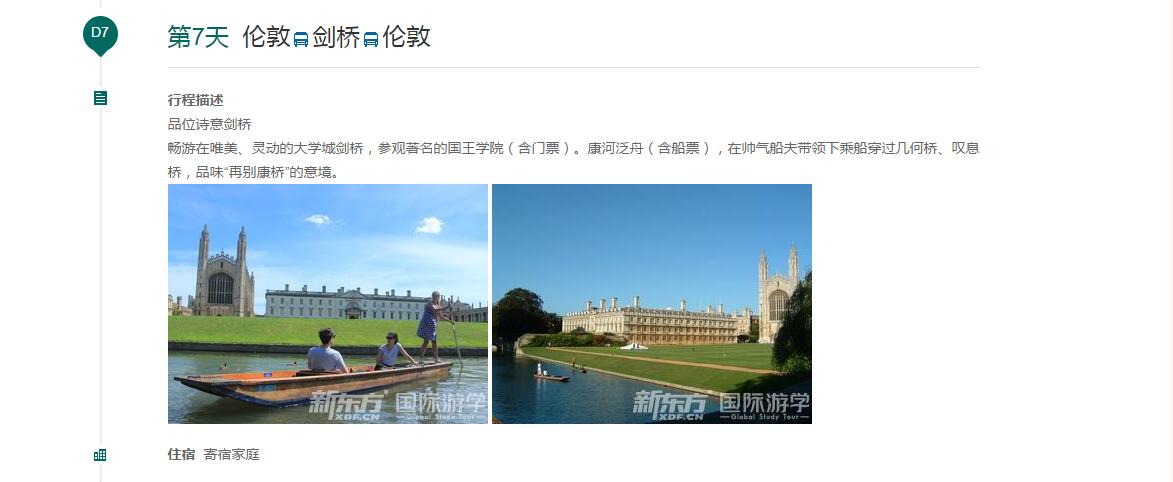 D7
第7天 伦敦 剑桥 伦敦
行程描述
品位诗意剑桥
畅游在唯美、灵动的大学城剑桥，参观著名的国王学院（含门票）。康河泛舟（含船票），在帅气船夫带领下乘船穿过几何桥、叹息
桥，品味“再别康桥”的意境。
新东方 国际游学
XDF.CN Global Study Tour
新东方 国际游学
XDF.CN Global Study Tour
住宿 寄宿家庭